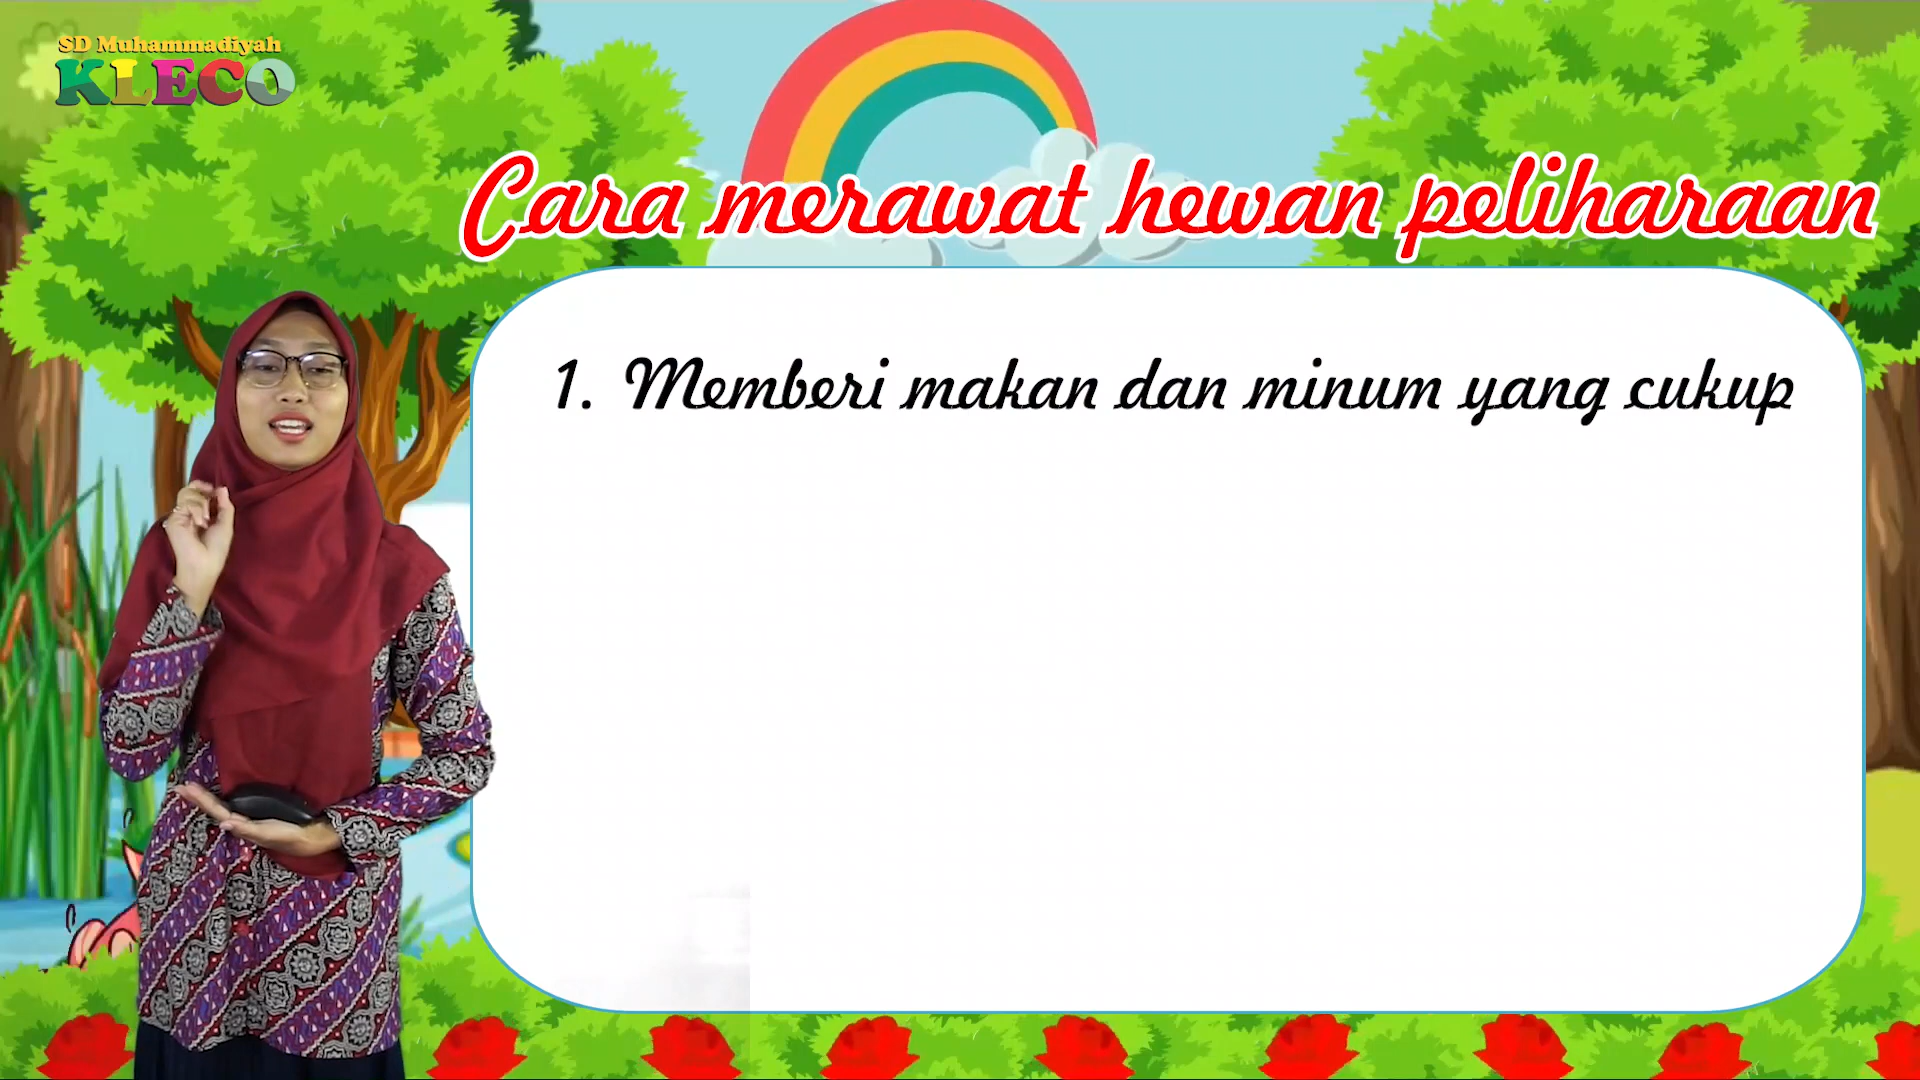 SD Muhammadiyah
KLECO
Cara merawat hewan peliharaan
1. Memberi makan dan minum yang cukup